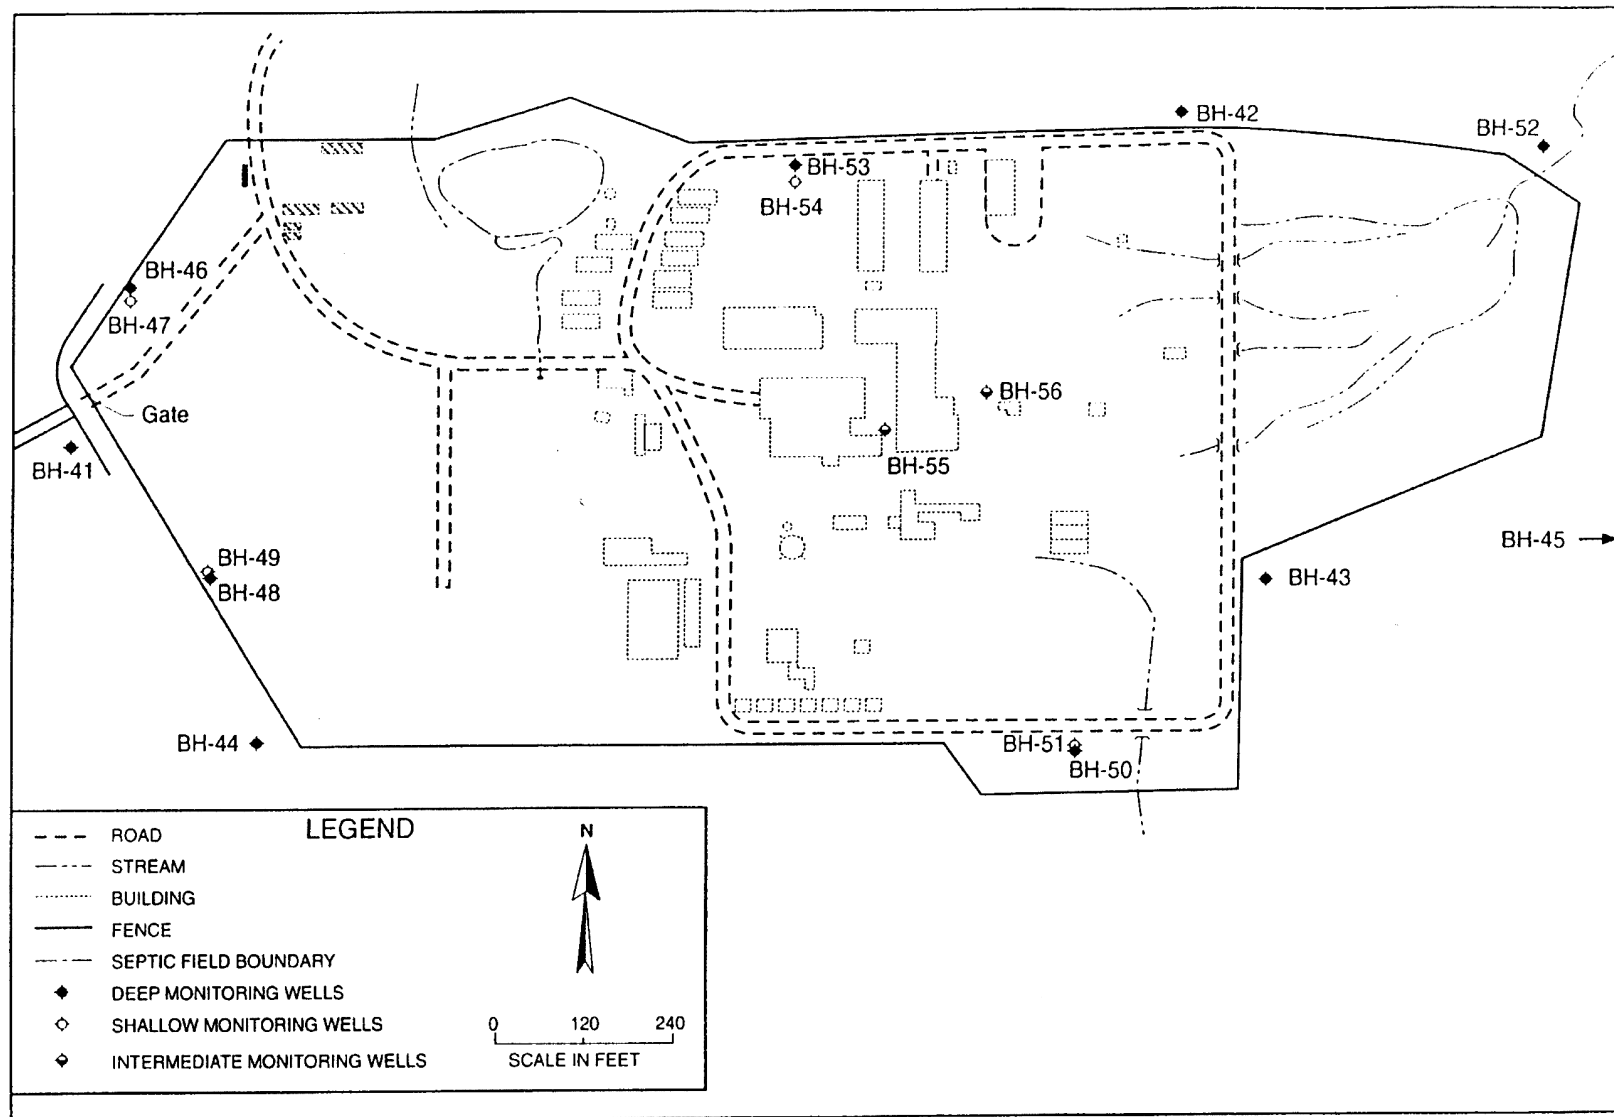 BH-42
BH-52
BH-53
BH-54
BH-46
BH-47
BH-56
Gate
BH-41
BH-55
BH-45
BH-49
BH-43
BH-48
BH-44
BH-51
BH-50
LEGEND
ROAD
STREAM
BUILDING
FENCE
SEPTIC FIELD BOUNDARY
DEEP MONITORING WELLS
SHALLOW MONITORING WELLS
INTERMEDIATE MONITORING WELLS
N
0 120 240
SCALE IN FEET